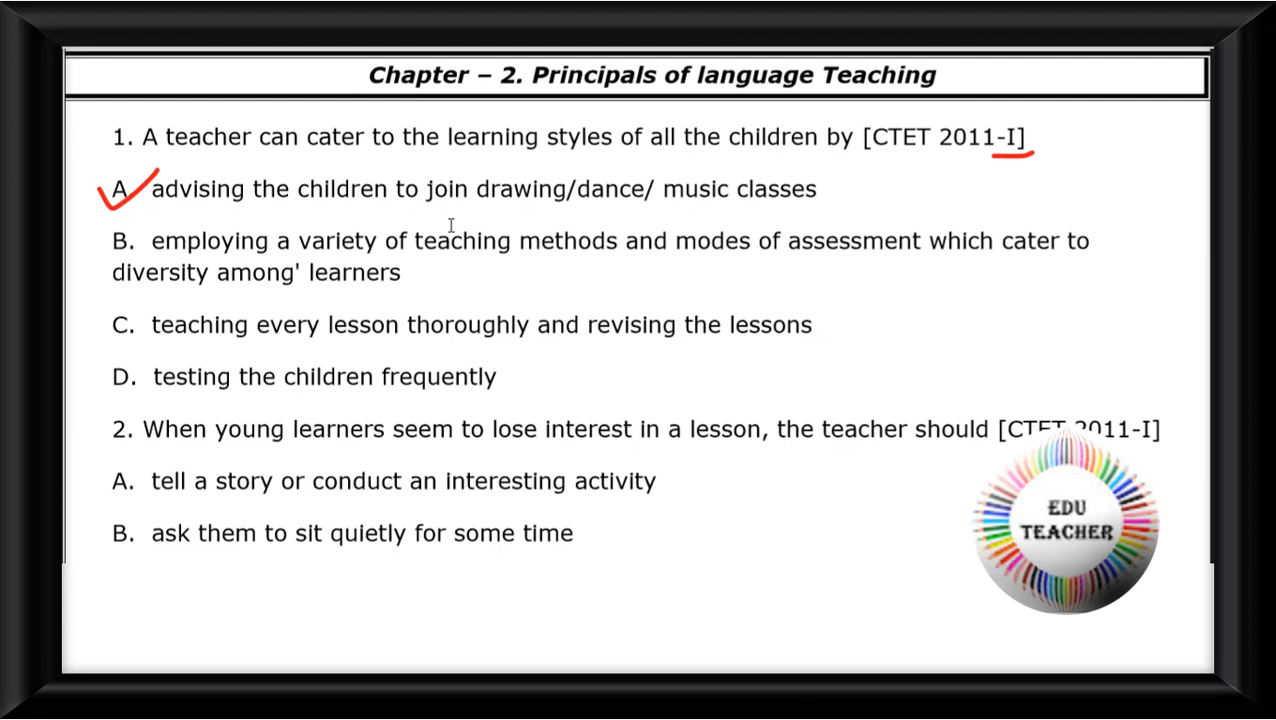 Chapter – 2. Principals of language Teaching
1. A teacher can cater to the learning styles of all the children by [CTET 2011-I]
A. advising the children to join drawing/dance/ music classes
B. employing a variety of teaching methods and modes of assessment which cater to
diversity among' learners
C. teaching every lesson thoroughly and revising the lessons
D. testing the children frequently
2. When young learners seem to lose interest in a lesson, the teacher should [CTET 2011-I]
A. tell a story or conduct an interesting activity
B. ask them to sit quietly for some time
EDU
TEACHER